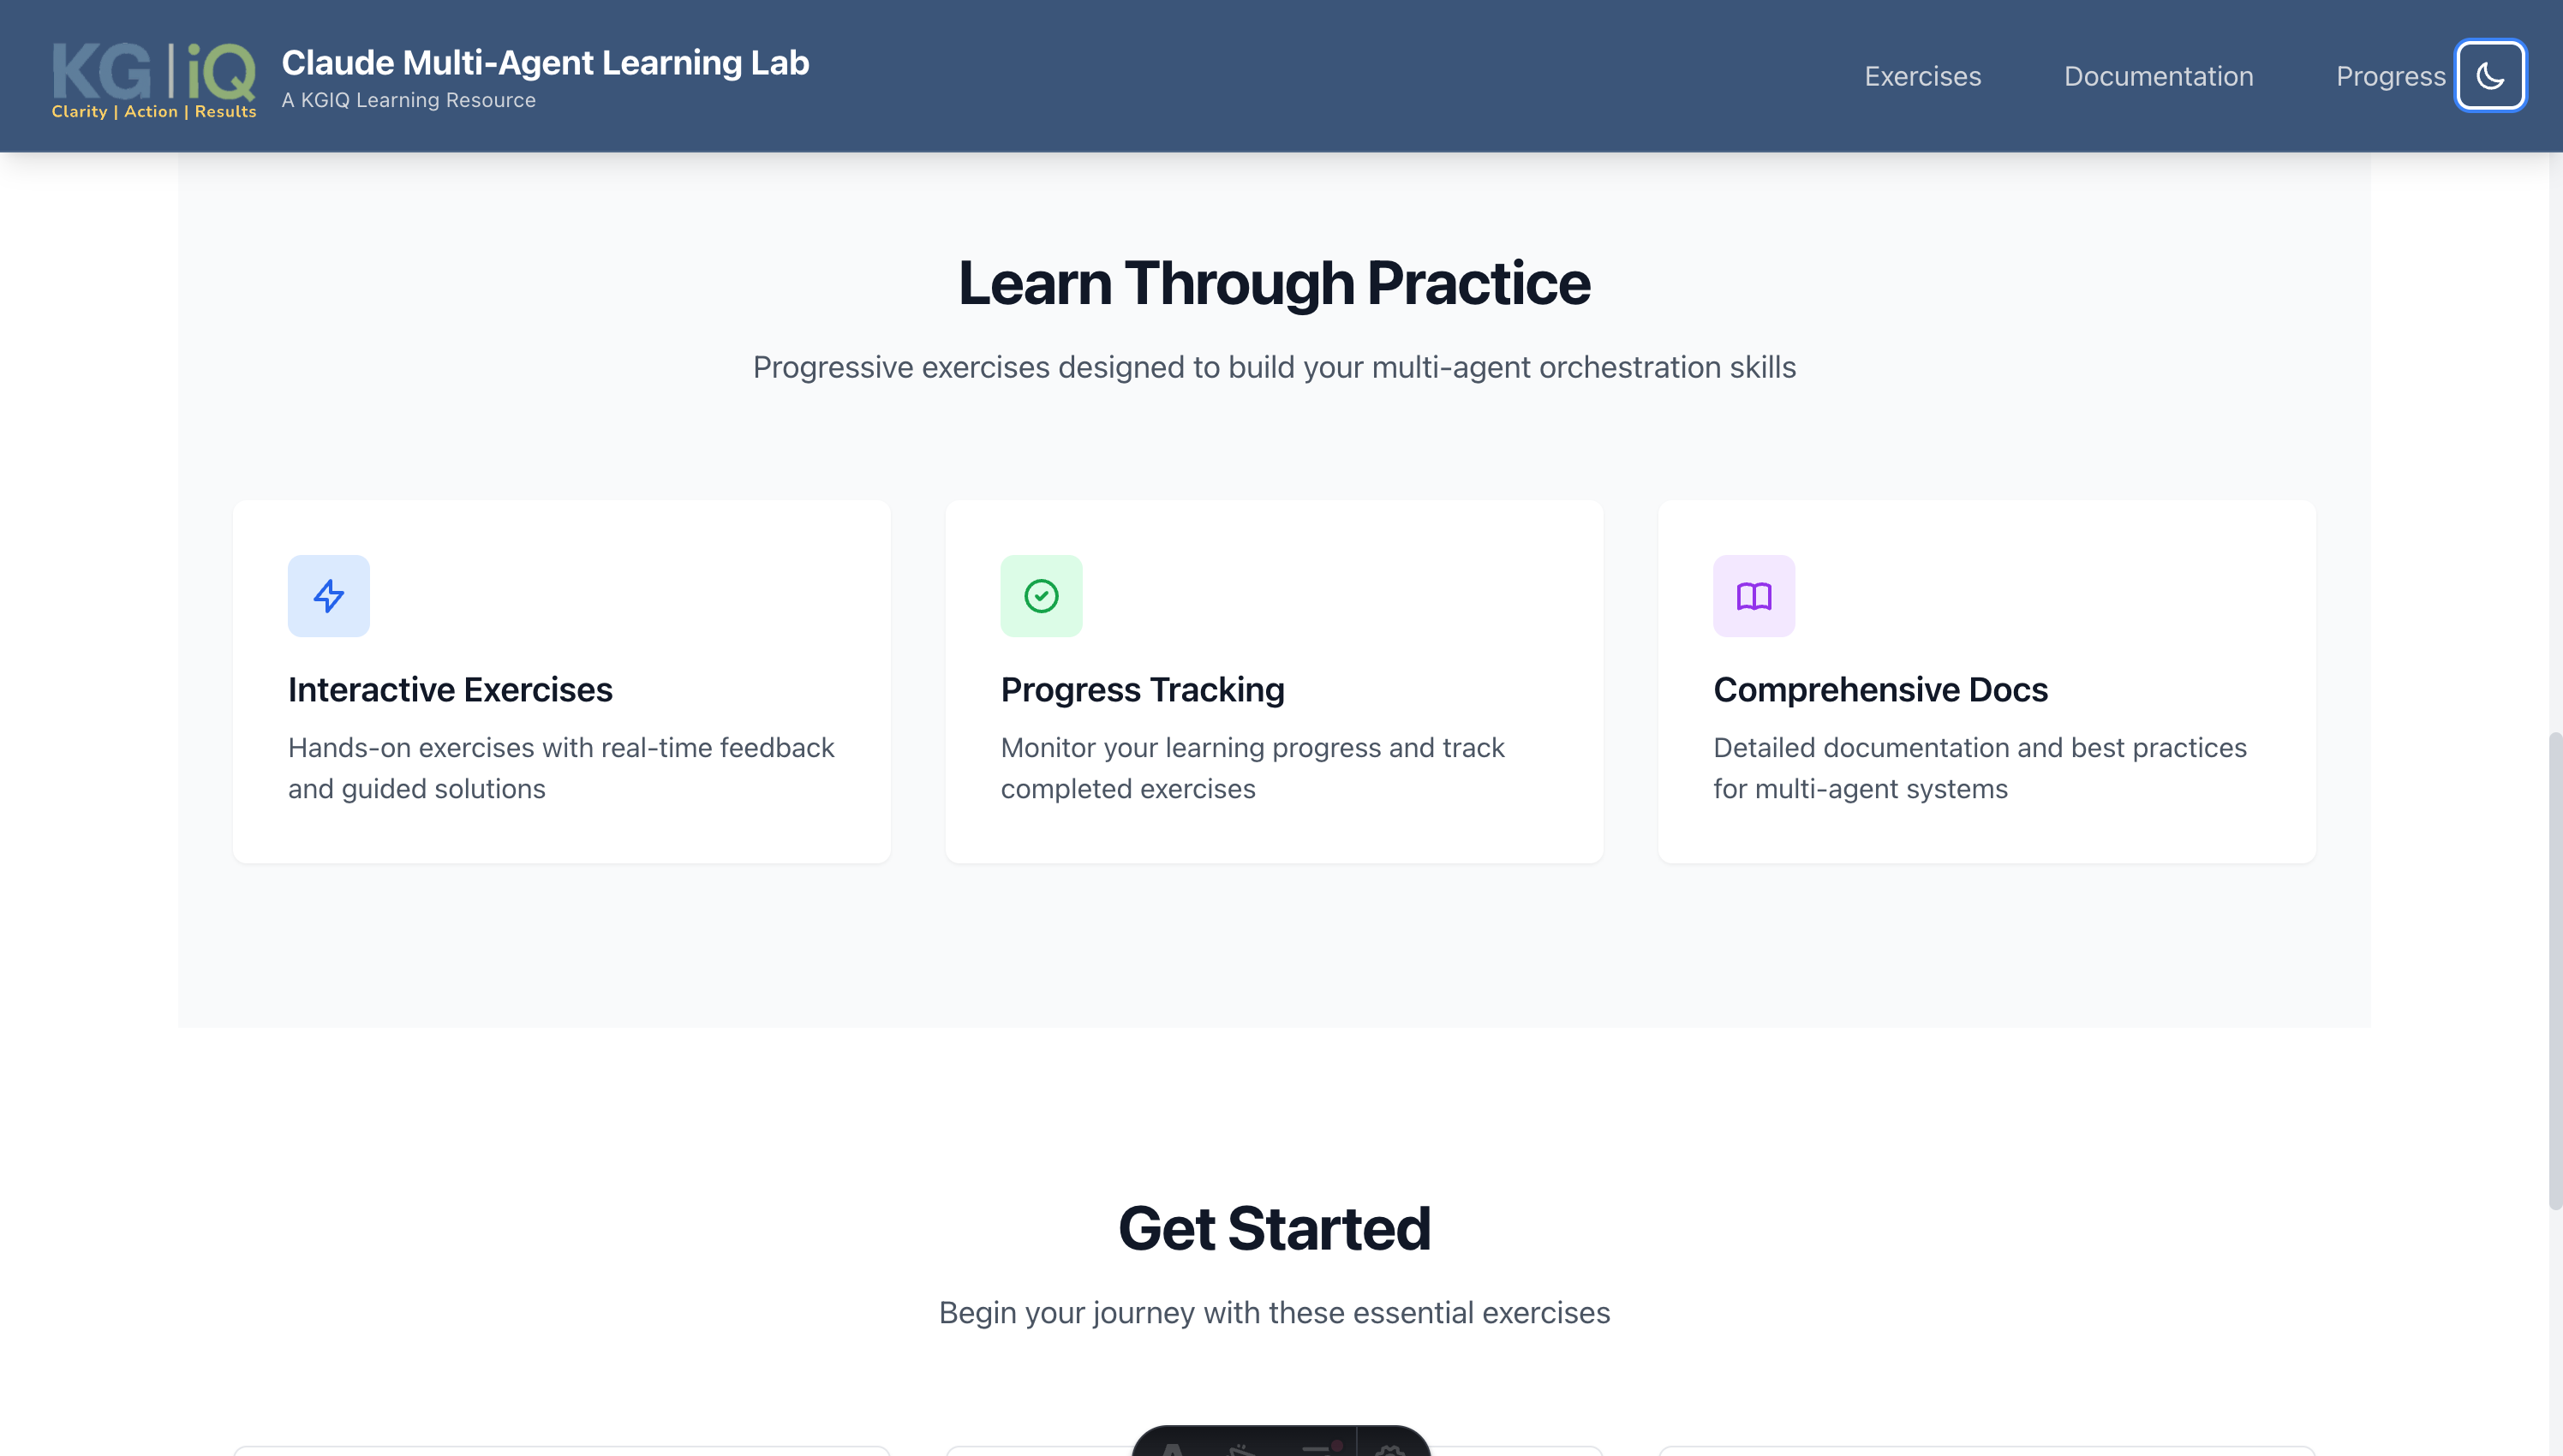 KG|iQ
Clarity | Action | Results
Claude Multi-Agent Learning Lab
A KGIQ Learning Resource
Exercises
Documentation
Progress
Learn Through Practice
Progressive exercises designed to build your multi-agent orchestration skills
Interactive Exercises
Hands-on exercises with real-time feedback
and guided solutions
Progress Tracking
Monitor your learning progress and track
completed exercises
Comprehensive Docs
Detailed documentation and best practices
for multi-agent systems
Get Started
Begin your journey with these essential exercises